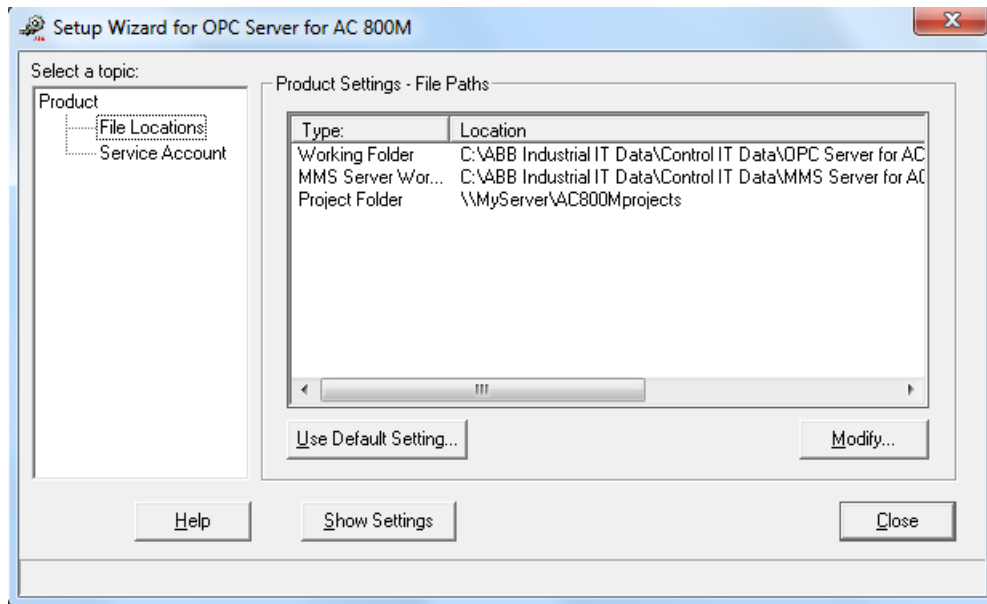 Setup Wizard for OPC Server for AC 800M
Select a topic:
Product
File Locations
Service Account
Product Settings - File Paths
Type: Location
Working Folder C:\ABB Industrial IT Data\Control IT Data\OPC Server for AC
MMS Server Wor... C:\ABB Industrial IT Data\Control IT Data\MMS Server for AC
Project Folder \\MyServer\AC800Mprojects
Use Default Setting... Modify...
Help Show Settings Close